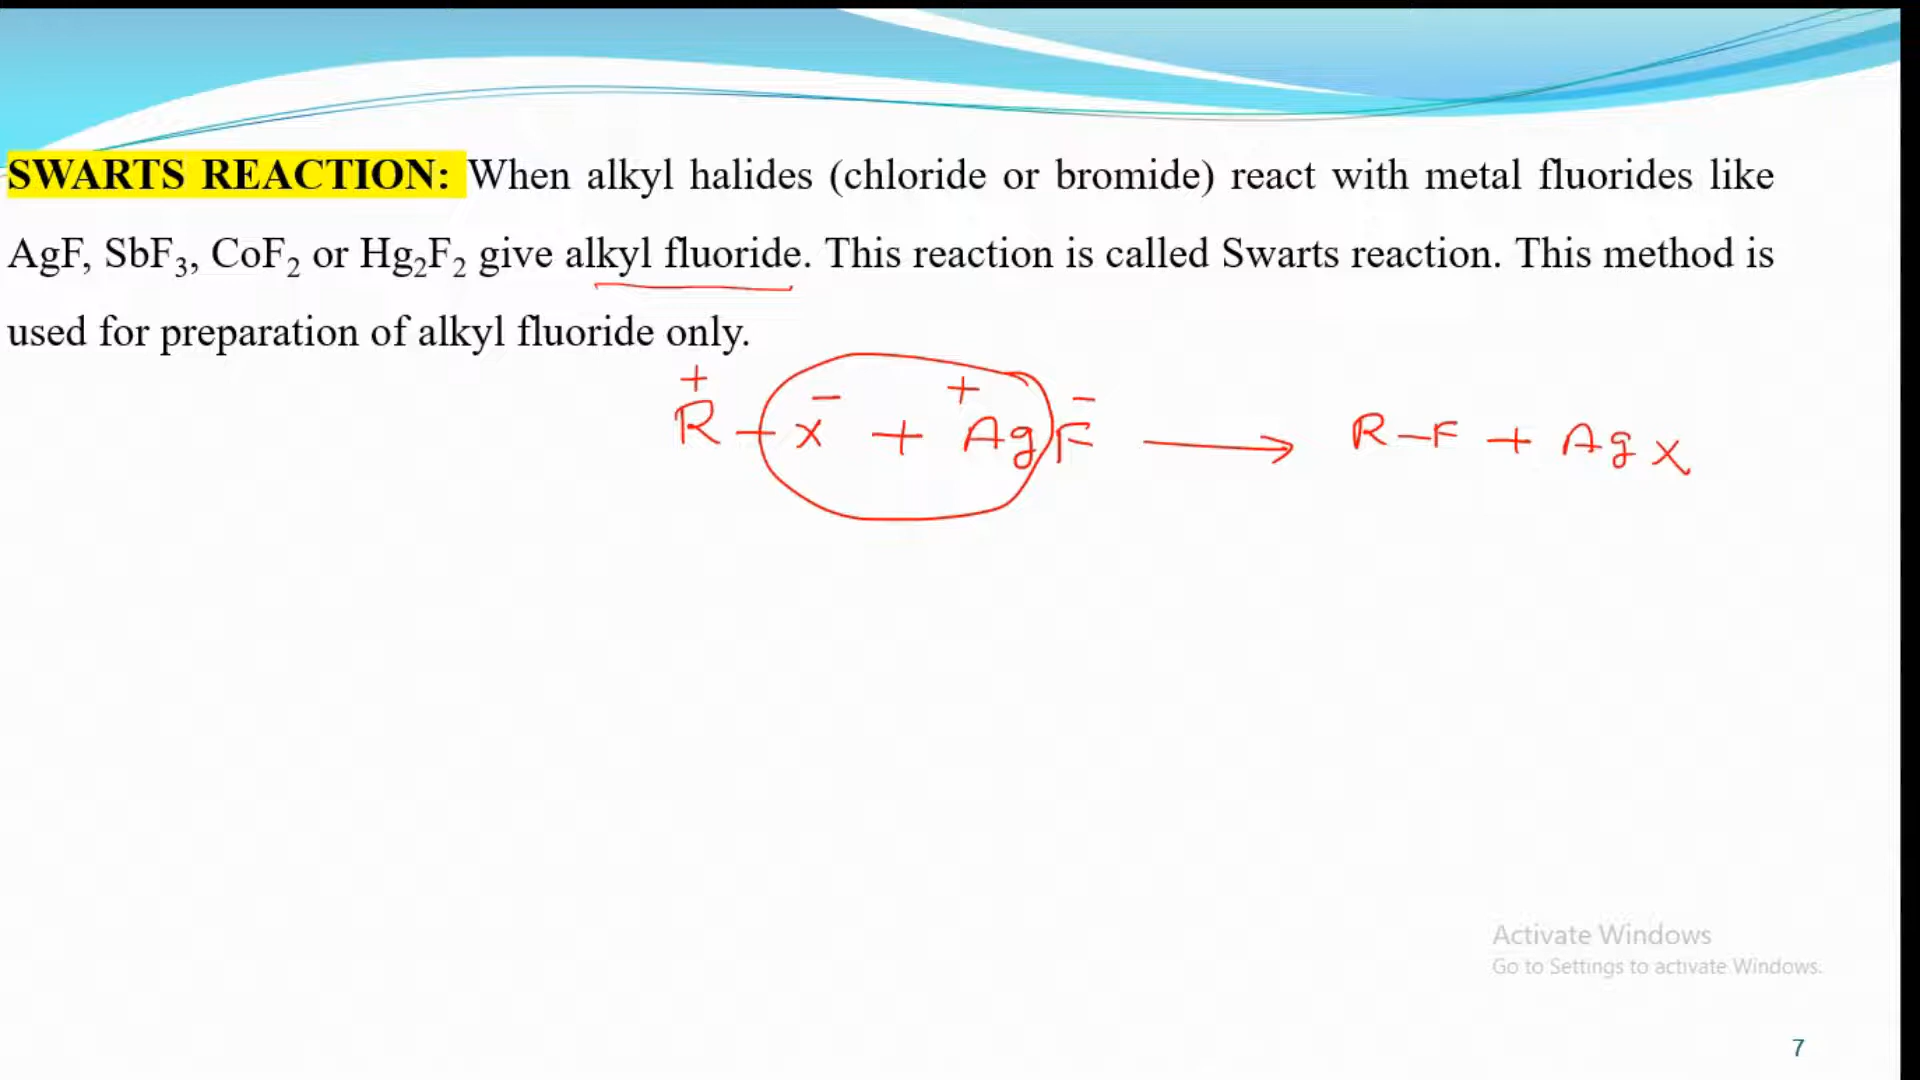 SWARTS REACTION: When alkyl halides (chloride or bromide) react with metal fluorides like
AgF, SbF₃, CoF₂ or Hg₂F₂ give alkyl fluoride. This reaction is called Swarts reaction. This method is
used for preparation of alkyl fluoride only.
+ − + −
R – X + AgF ⟶ R–F + AgX
Activate Windows
Go to Settings to activate Windows.
7